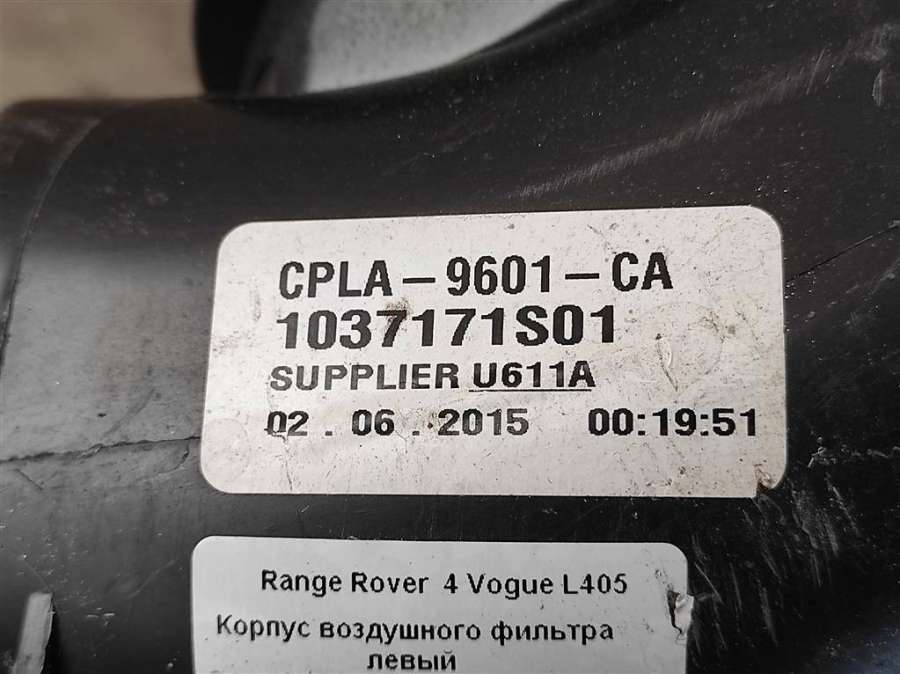 CPLA-9601-CA
1037171S01
SUPPLIER U611A
02.06.2015 00:19:51
Range Rover 4 Vogue L405
Корпус воздушного фильтра
левый